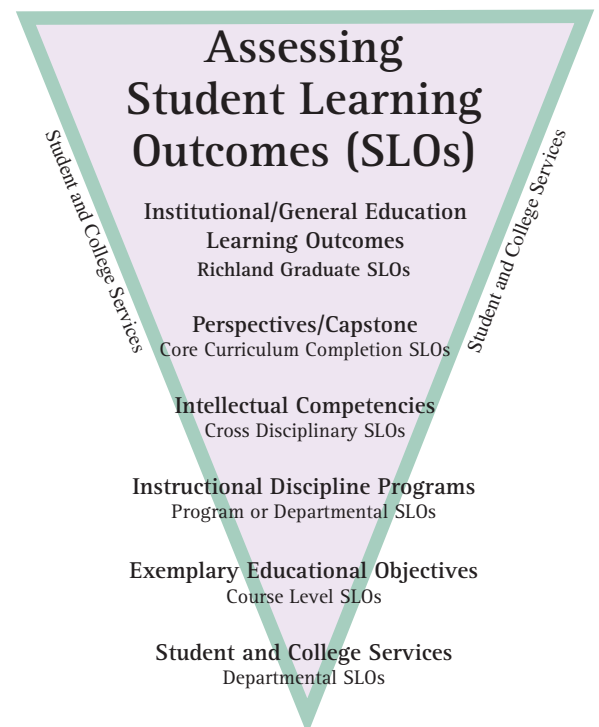 Assessing
Student Learning
Outcomes (SLOs)
Student and College Services
Student and College Services
Institutional/General Education
Learning Outcomes
Richland Graduate SLOs
Perspectives/Capstone
Core Curriculum Completion SLOs
Intellectual Competencies
Cross Disciplinary SLOs
Instructional Discipline Programs
Program or Departmental SLOs
Exemplary Educational Objectives
Course Level SLOs
Student and College Services
Departmental SLOs